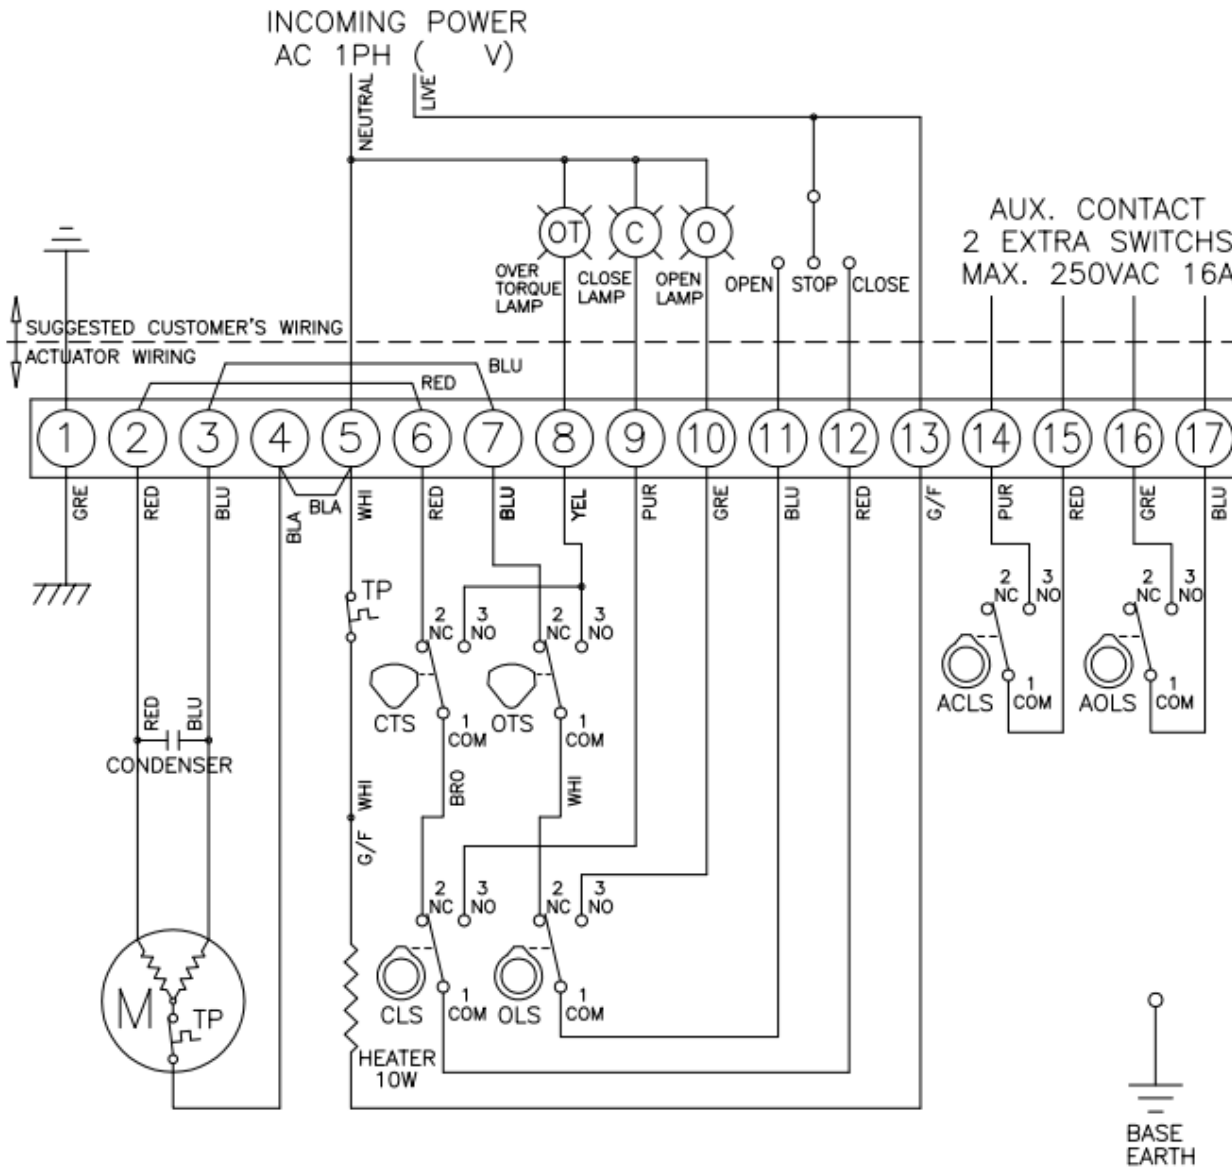 INCOMING POWER
AC 1PH ( V)
NEUTRAL
LIVE
OT
C
O
OVER
TORQUE
LAMP
CLOSE
LAMP
OPEN
LAMP
OPEN
STOP
CLOSE
AUX. CONTACT
2 EXTRA SWITCHS
MAX. 250VAC 16A
SUGGESTED CUSTOMER'S WIRING
ACTUATOR WIRING
BLU
RED
1 2 3 4 5 6 7 8 9 10 11 12 13 14 15 16 17
GRE
RED
BLU
BLA
BLA
WHI
RED
BLU
YEL
PUR
GRE
BLU
RED
G/F
PUR
RED
GRE
BLU
TP
2
NC
3
NO
2
NC
3
NO
2
NC
3
NO
2
NC
3
NO
CTS
1
COM
OTS
1
COM
ACLS
1
COM
AOLS
1
COM
RED
BLU
CONDENSER
WHI
G/F
BRO
WHI
2
NC
3
NO
2
NC
3
NO
M
TP
CLS
1
COM
OLS
1
COM
HEATER
10W
BASE
EARTH